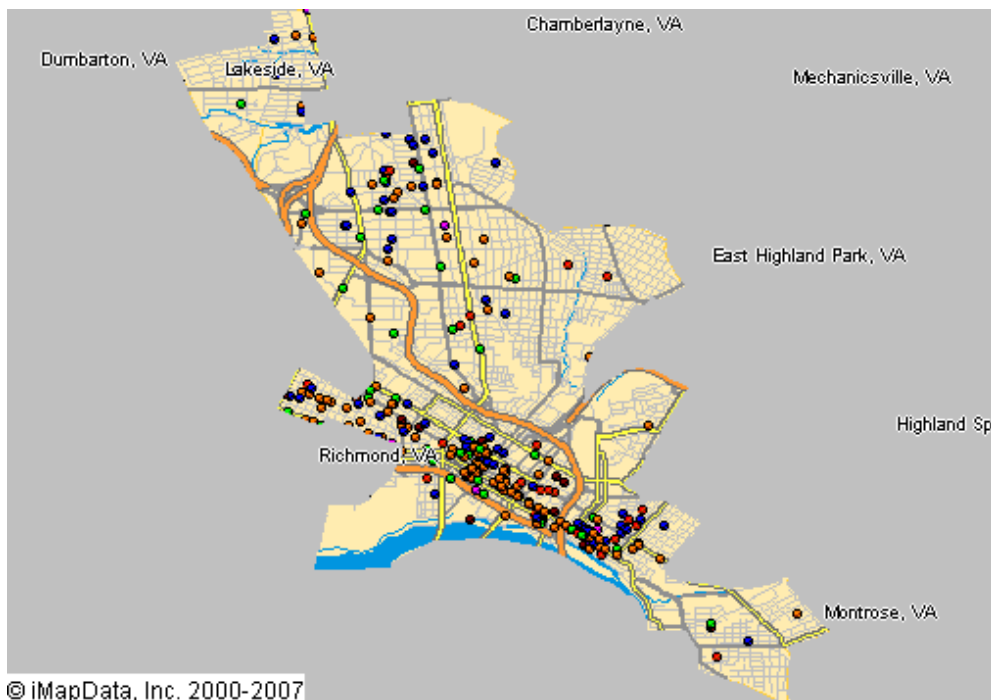 Chamberlayne, VA
Dumbarton, VA
Lakeside, VA
Mechanicsville, VA
East Highland Park, VA
Highland Sp
Richmond, VA
Montrose, VA
© iMapData, Inc. 2000-2007